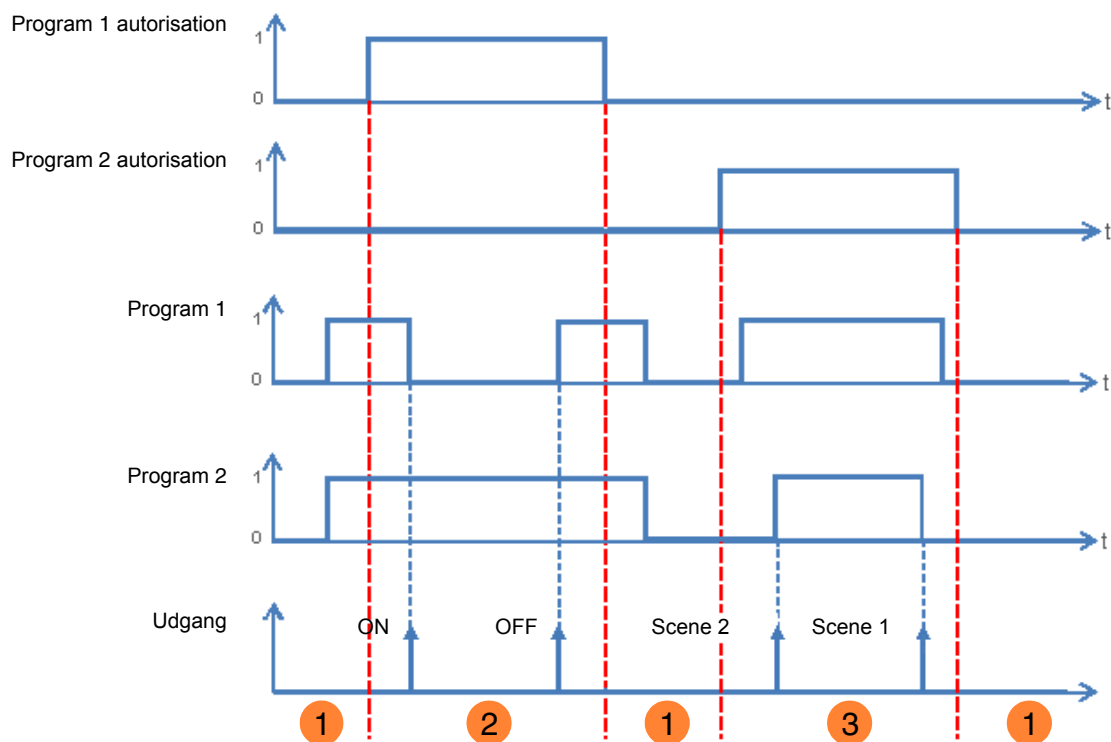 Program 1 autorisation
1
0
t
Program 2 autorisation
1
0
t
Program 1
1
0
t
Program 2
1
0
t
Udgang
ON
OFF
Scene 2
Scene 1
1
2
1
3
1